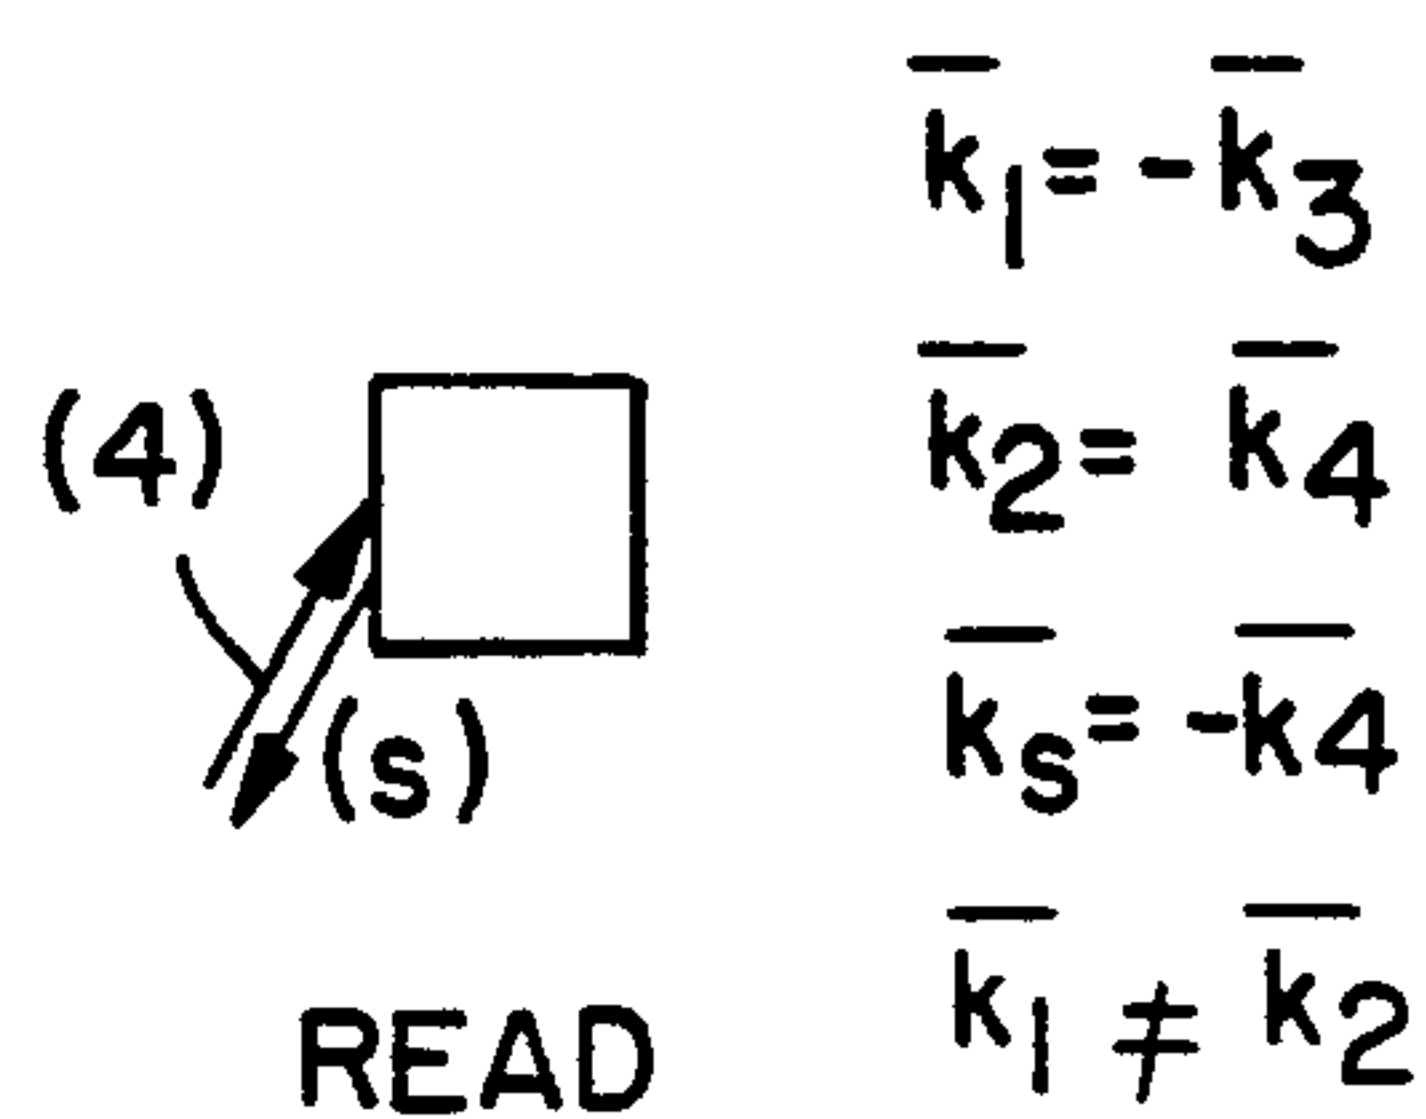 k̅₁ = -k̅₃
(4)
k̅₂ = k̅₄
(s)
k̅ₛ = -k̅₄
READ
k̅₁ ≠ k̅₂